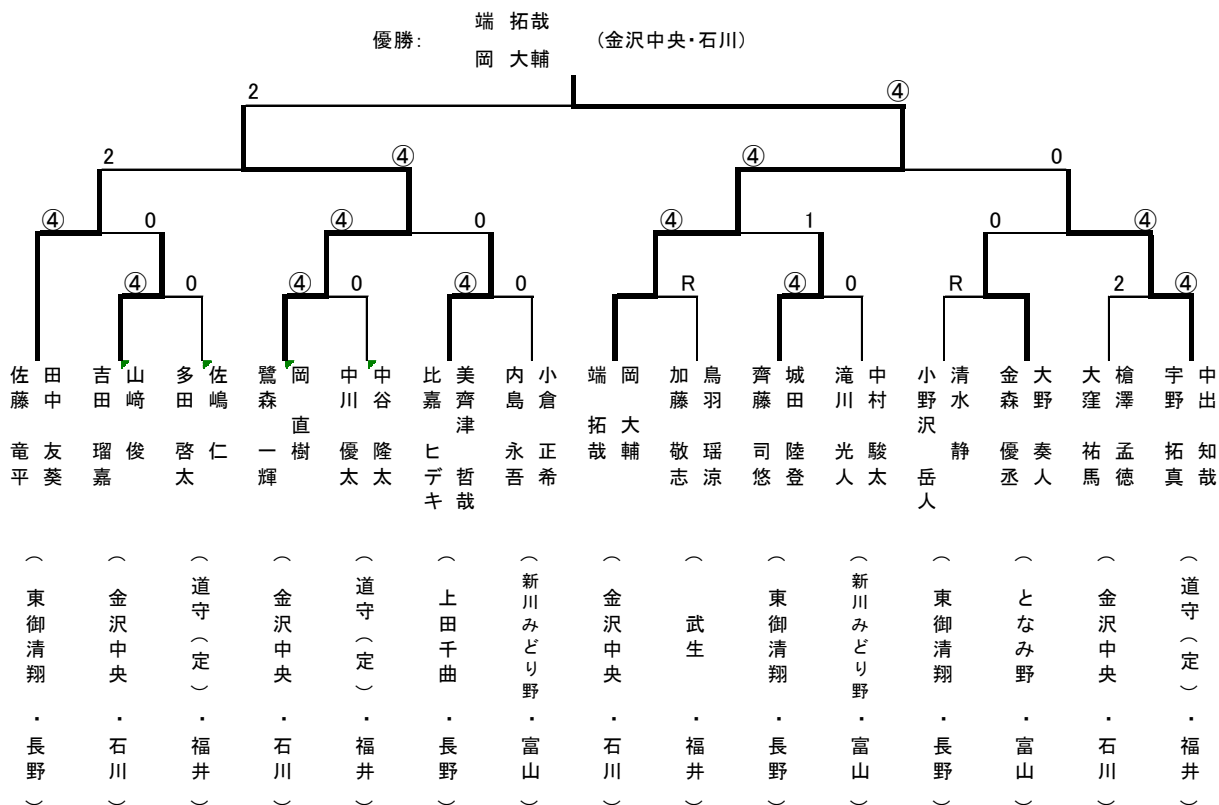 優勝:
端 拓哉
岡 大輔
(金沢中央・石川)
2
④
2
④
④
0
④
0
④
0
④
1
0
④
④
0
④
0
④
0
R
④
0
R
2
④
佐藤 竜平
田中 友葵
吉田 瑠嘉
山﨑 俊
多田 啓太
佐嶋 仁
鷺森 一輝
岡 直樹
中川 優太
中谷 隆太
比嘉 ヒデキ
美齊津 哲哉
内島 永吾
小倉 正希
端 拓哉
岡 大輔
加藤 敬志
鳥羽 瑶涼
齊藤 司悠
城田 陸登
滝川 光人
中村 駿太
小野沢 岳人
清水 静
金森 優丞
大野 奏人
大窪 祐馬
槍澤 孟徳
宇野 拓真
中出 知哉
(東御清翔・長野)
(金沢中央・石川)
(道守(定)・福井)
(金沢中央・石川)
(道守(定)・福井)
(上田千曲・長野)
(新川みどり野・富山)
(金沢中央・石川)
(武生・福井)
(東御清翔・長野)
(新川みどり野・富山)
(東御清翔・長野)
(となみ野・富山)
(金沢中央・石川)
(道守(定)・福井)